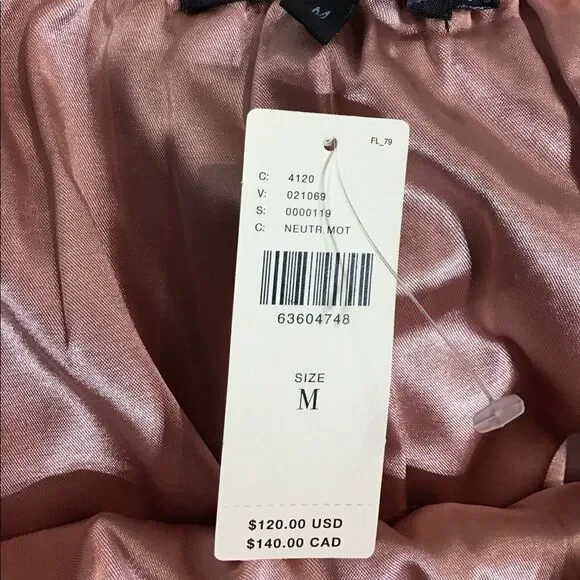 M
FL_79
C: 4120
V: 021069
S: 0000119
C: NEUTR MOT
63604748
SIZE
M
$120.00 USD
$140.00 CAD